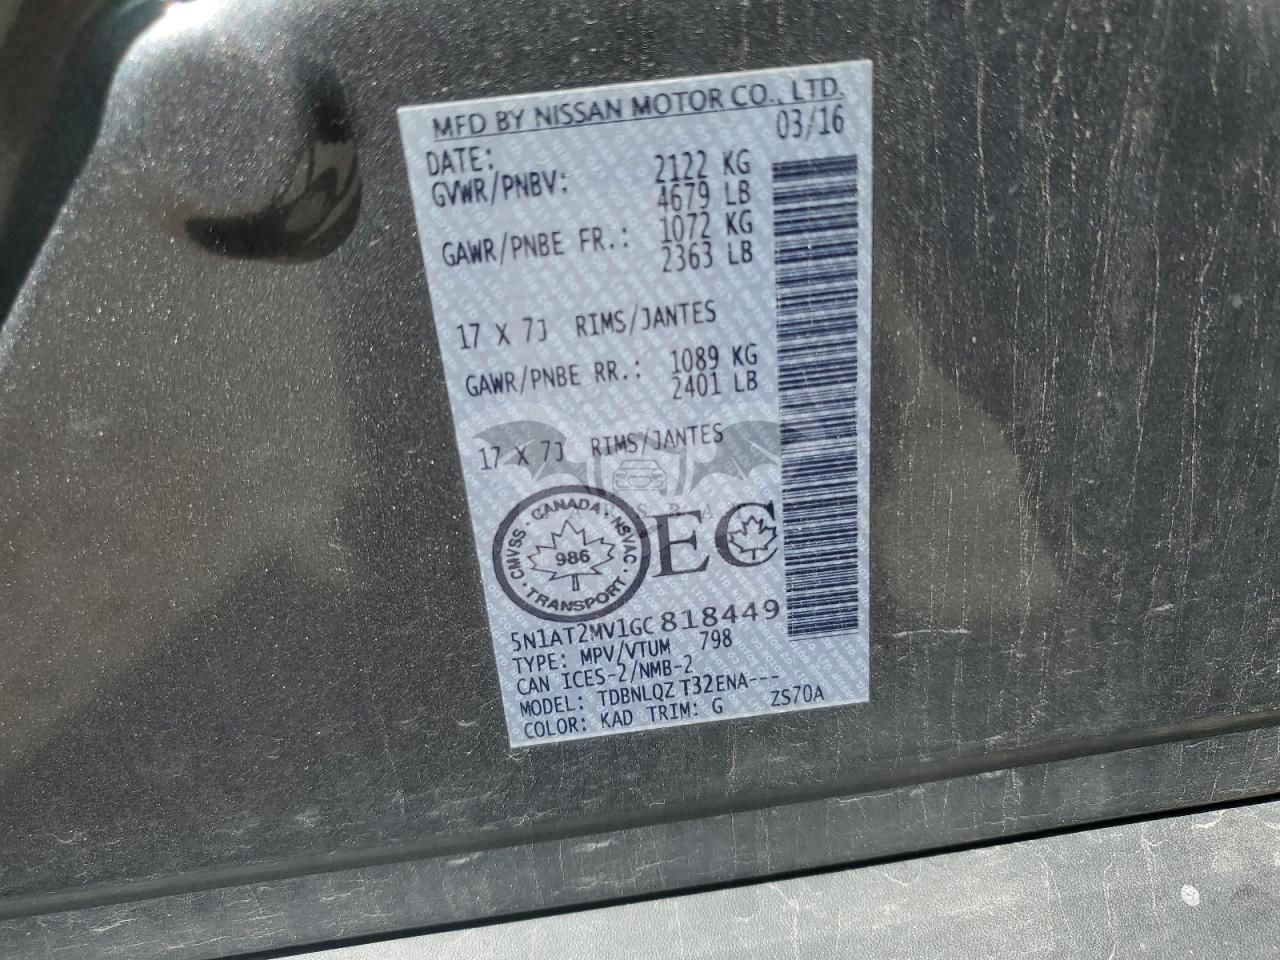 MFD BY NISSAN MOTOR CO., LTD.
DATE: 03/16
GVWR/PNBV: 2122 KG
4679 LB
GAWR/PNBE FR.: 1072 KG
2363 LB
17 X 7J RIMS/JANTES
GAWR/PNBE RR.: 1089 KG
2401 LB
17 X 7J RIMS/JANTES
CMVSS · CANADA · NSVAC · TRANSPORT ·
986
EC
5N1AT2MV1GC818449
TYPE: MPV/VTUM 798
CAN ICES-2/NMB-2
MODEL: TDBNLQZ T32ENA---
COLOR: KAD TRIM: G ZS70A